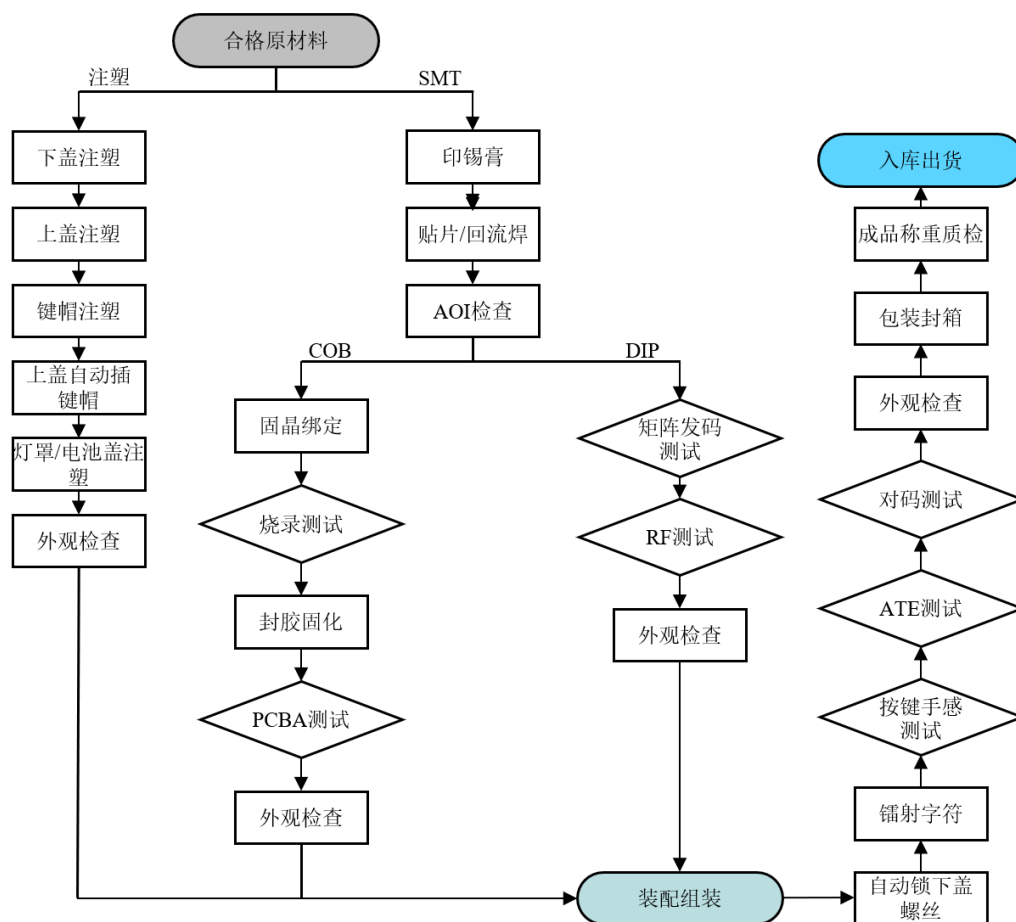 合格原材料
注塑
SMT
下盖注塑
上盖注塑
键帽注塑
上盖自动插
键帽
灯罩/电池盖注
塑
外观检查
印锡膏
贴片/回流焊
AOI检查
COB
DIP
固晶绑定
烧录测试
封胶固化
PCBA测试
外观检查
矩阵发码
测试
RF测试
外观检查
装配组装
自动锁下盖
螺丝
镭射字符
按键手感
测试
ATE测试
对码测试
外观检查
包装封箱
成品称重质检
入库出货